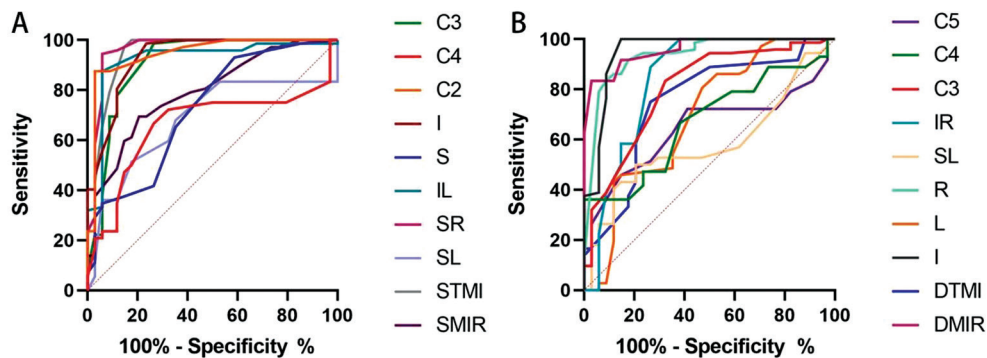 A
Sensitivity
100
80
60
40
20
0
0 20 40 60 80 100
100% - Specificity %
C3
C4
C2
I
S
IL
SR
SL
STMI
SMIR
B
Sensitivity
100
80
60
40
20
0
0 20 40 60 80 100
100% - Specificity %
C5
C4
C3
IR
SL
R
L
I
DTMI
DMIR